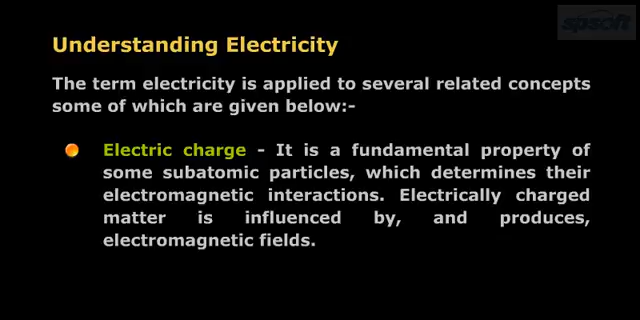 spsoft
Understanding Electricity
The term electricity is applied to several related concepts
some of which are given below:-
Electric charge - It is a fundamental property of
some subatomic particles, which determines their
electromagnetic interactions. Electrically charged
matter is influenced by, and produces,
electromagnetic fields.